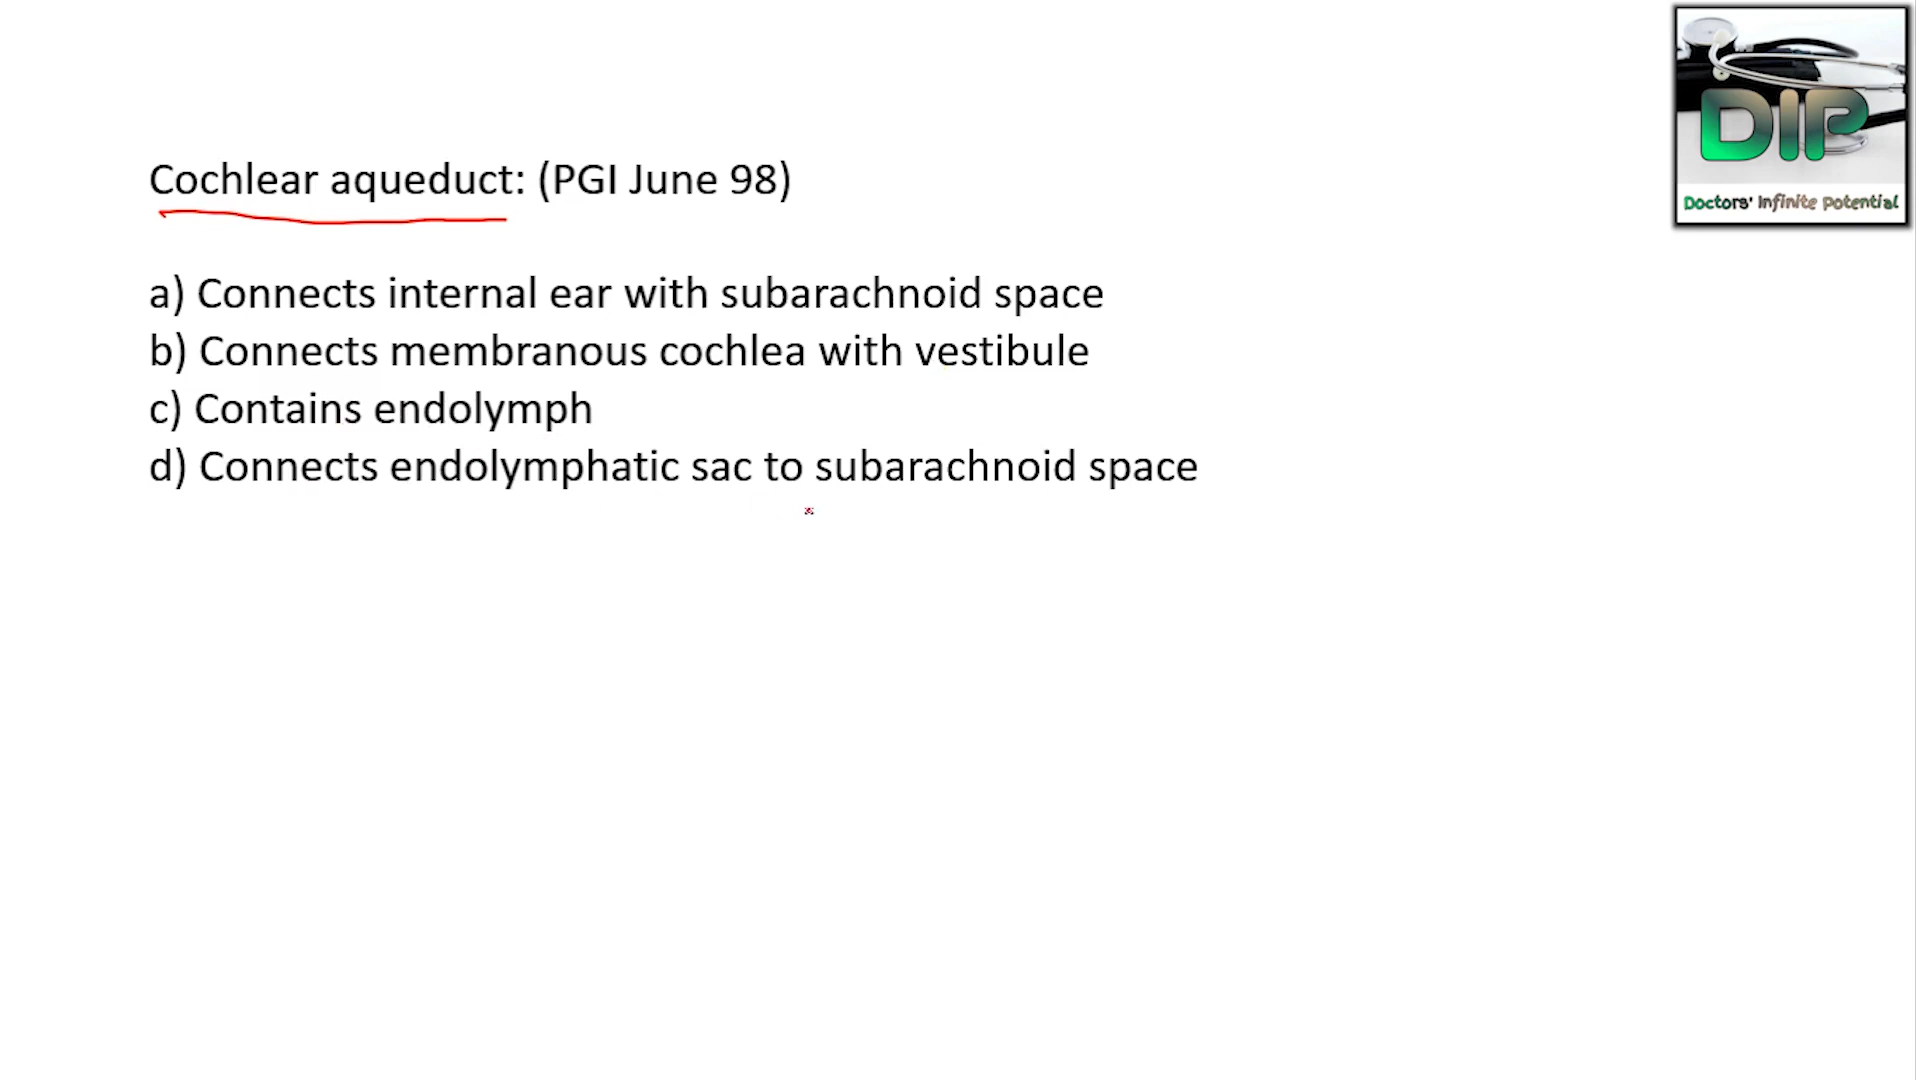 DIP
Doctors' Infinite Potential
Cochlear aqueduct: (PGI June 98)
a) Connects internal ear with subarachnoid space
b) Connects membranous cochlea with vestibule
c) Contains endolymph
d) Connects endolymphatic sac to subarachnoid space